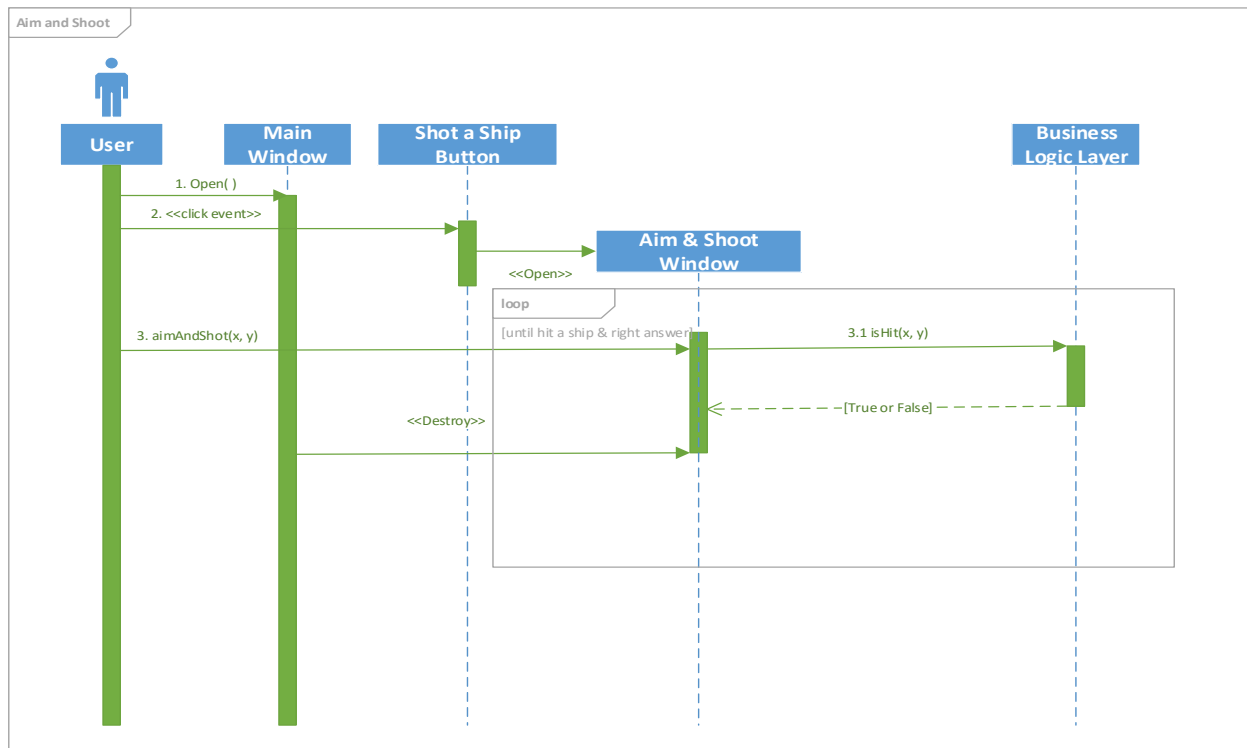 Aim and Shoot
User
Main
Window
Shot a Ship
Button
Business
Logic Layer
1. Open( )
2. <<click event>>
Aim & Shoot
Window
<<Open>>
loop
[until hit a ship & right answer]
3. aimAndShot(x, y)
3.1 isHit(x, y)
[True or False]
<<Destroy>>